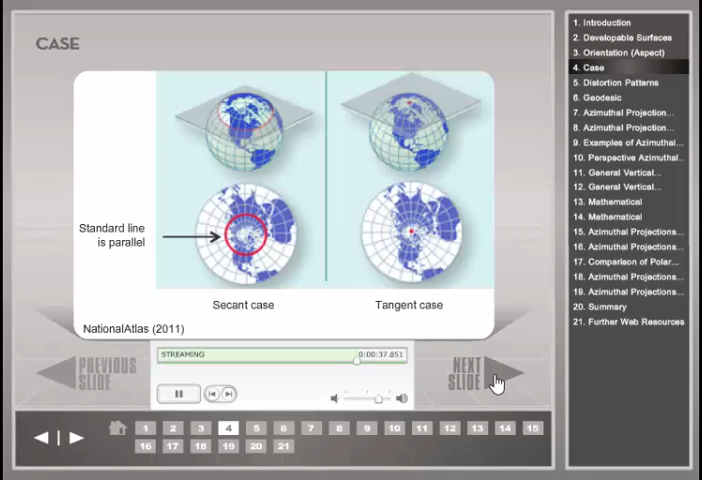 CASE
Standard line
is parallel
Secant case
Tangent case
NationalAtlas (2011)
PREVIOUS
SLIDE
STREAMING
0:00:37.851
NEXT
SLIDE
1 2 3 4 5 6 7 8 9 10 11 12 13 14 15
16 17 18 19 20 21
1. Introduction
2. Developable Surfaces
3. Orientation (Aspect)
4. Case
5. Distortion Patterns
6. Geodesic
7. Azimuthal Projection...
8. Azimuthal Projection...
9. Examples of Azimuthal...
10. Perspective Azimuthal..
11. General Vertical...
12. General Vertical...
13. Mathematical
14. Mathematical
15. Azimuthal Projections...
16. Azimuthal Projections...
17. Comparison of Polar...
18. Azimuthal Projections...
19. Azimuthal Projections...
20. Summary
21. Further Web Resources